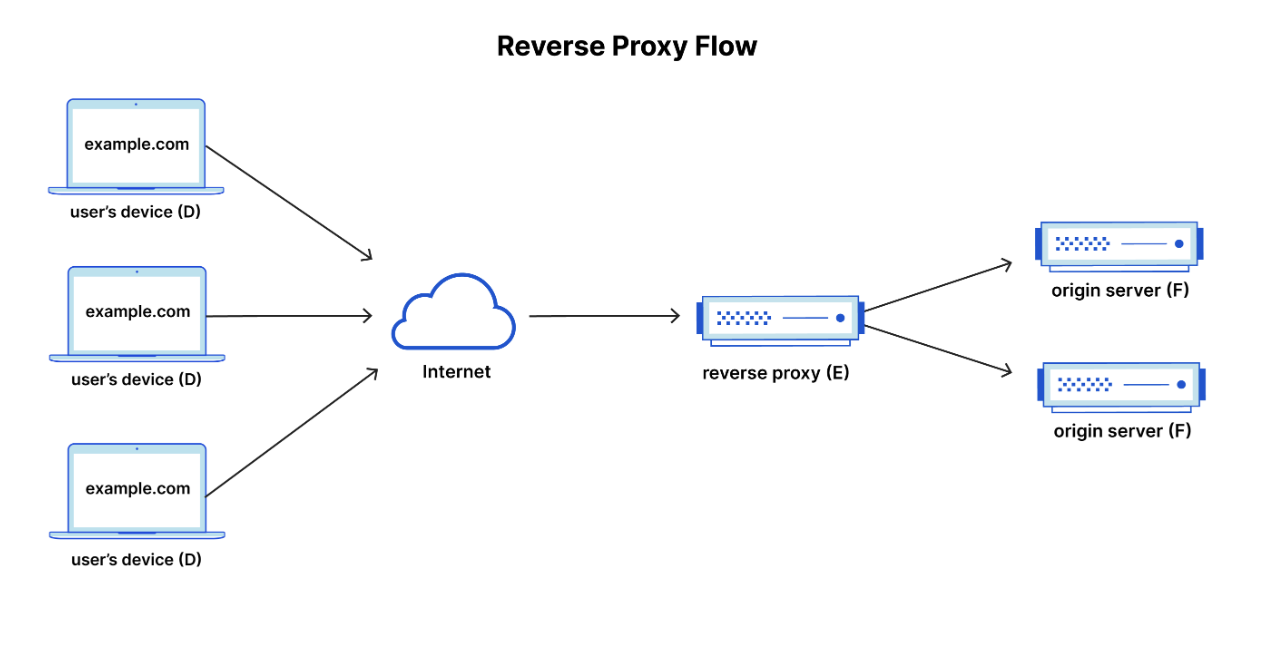 Reverse Proxy Flow
example.com
user’s device (D)
example.com
user’s device (D)
example.com
user’s device (D)
Internet
reverse proxy (E)
origin server (F)
origin server (F)